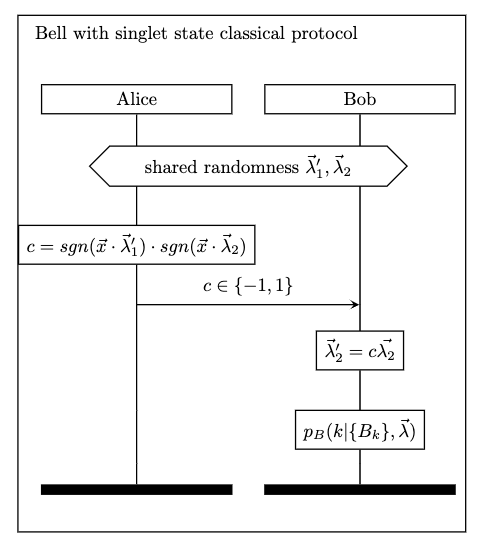 Bell with singlet state classical protocol
Alice
Bob
shared randomness $\vec{\lambda}_1', \vec{\lambda}_2$
$c = sgn(\vec{x} \cdot \vec{\lambda}_1') \cdot sgn(\vec{x} \cdot \vec{\lambda}_2)$
$c \in \{-1, 1\}$
$\vec{\lambda}_2' = c\vec{\lambda_2}$
$p_B(k|\{B_k\}, \vec{\lambda})$